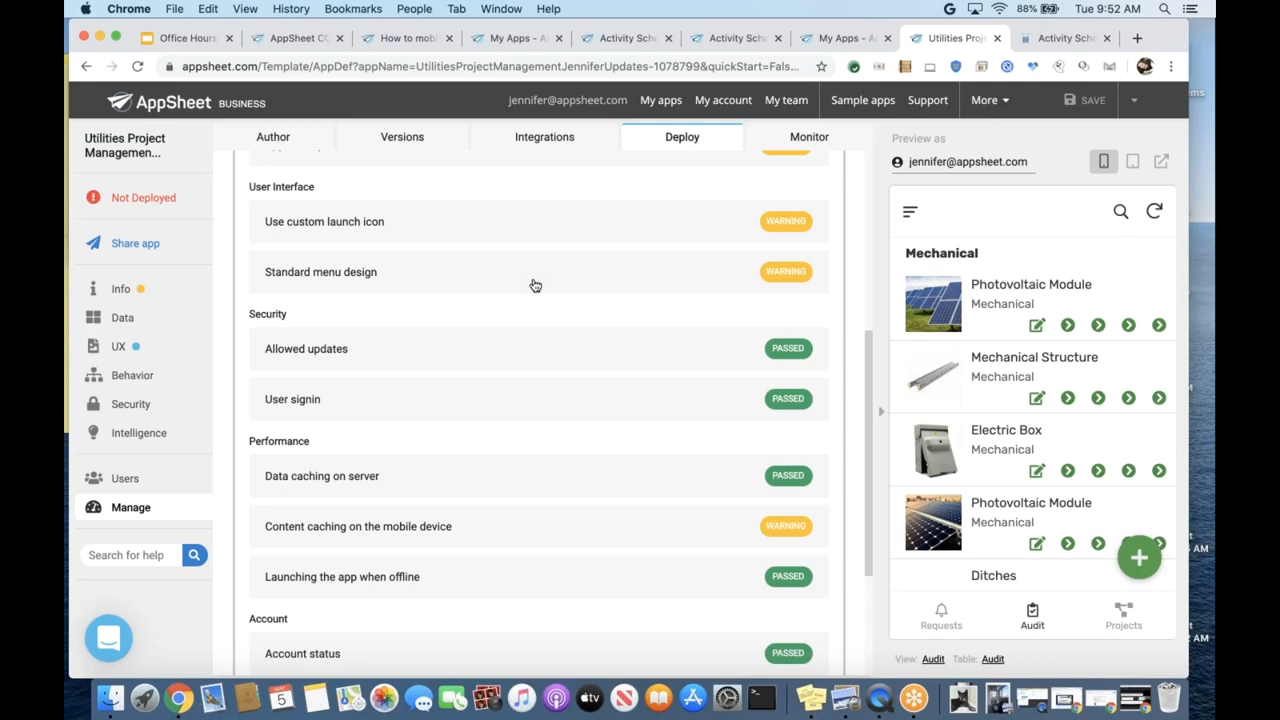 Chrome File Edit View History Bookmarks People Tab Window Help 88% Tue 9:52 AM
Office Hours AppSheet CC How to mobi My Apps - Ap Activity Sche Activity Sche My Apps - A Utilities Proje Activity Sche
appsheet.com/Template/AppDef?appName=UtilitiesProjectManagementJenniferUpdates-1078799&quickStart=Fals...
AppSheet BUSINESS jennifer@appsheet.com My apps My account My team Sample apps Support More SAVE
Utilities Project
Managemen...
Not Deployed
Share app
Info
Data
UX
Behavior
Security
Intelligence
Users
Manage
Search for help
Author Versions Integrations Deploy Monitor
User Interface
Use custom launch icon WARNING
Standard menu design WARNING
Security
Allowed updates PASSED
User signin PASSED
Performance
Data caching on server PASSED
Content caching on the mobile device WARNING
Launching the app when offline PASSED
Account
Account status PASSED
Preview as
jennifer@appsheet.com
Mechanical
Photovoltaic Module
Mechanical
Mechanical Structure
Mechanical
Electric Box
Mechanical
Photovoltaic Module
Mechanical
Ditches
Requests Audit Projects
View: Audit Table: Audit
AM
2 AM